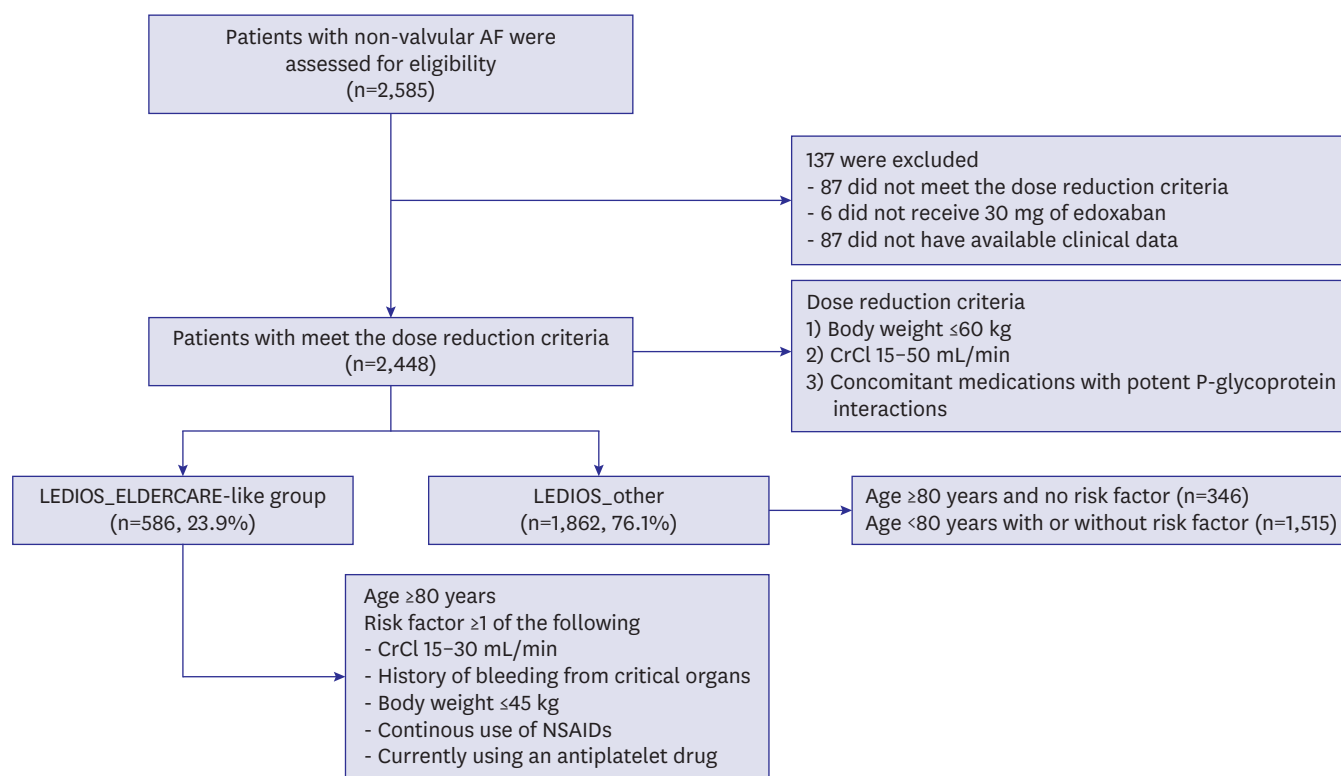 Patients with non-valvular AF were
assessed for eligibility
(n=2,585)
137 were excluded
- 87 did not meet the dose reduction criteria
- 6 did not receive 30 mg of edoxaban
- 87 did not have available clinical data
Patients with meet the dose reduction criteria
(n=2,448)
Dose reduction criteria
1) Body weight ≤60 kg
2) CrCl 15–50 mL/min
3) Concomitant medications with potent P-glycoprotein
interactions
LEDIOS_ELDERCARE-like group
(n=586, 23.9%)
LEDIOS_other
(n=1,862, 76.1%)
Age ≥80 years and no risk factor (n=346)
Age <80 years with or without risk factor (n=1,515)
Age ≥80 years
Risk factor ≥1 of the following
- CrCl 15–30 mL/min
- History of bleeding from critical organs
- Body weight ≤45 kg
- Continous use of NSAIDs
- Currently using an antiplatelet drug